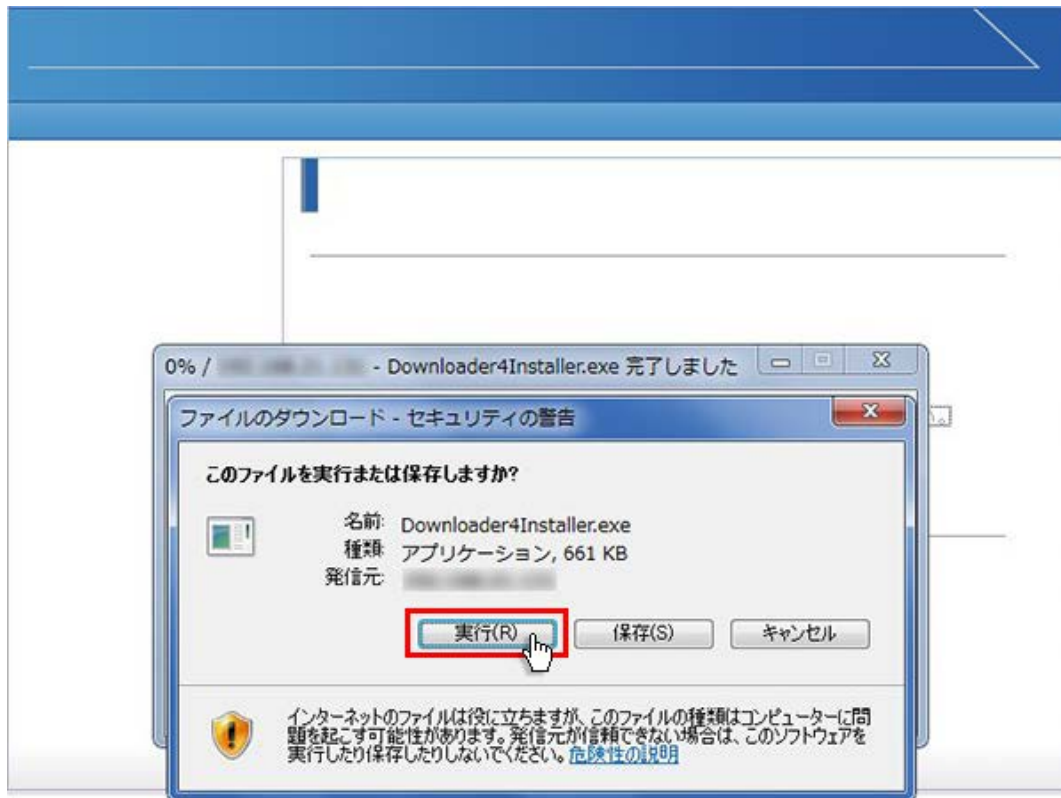 0% / - Downloader4Installer.exe 完了しました
ファイルのダウンロード - セキュリティの警告
このファイルを実行または保存しますか?
名前: Downloader4Installer.exe
種類: アプリケーション, 661 KB
発信元:
実行(R) 保存(S) キャンセル
インターネットのファイルは役に立ちますが、このファイルの種類はコンピューターに問
題を起こす可能性があります。発信元が信頼できない場合は、このソフトウェアを
実行したり保存したりしないでください。危険性の説明